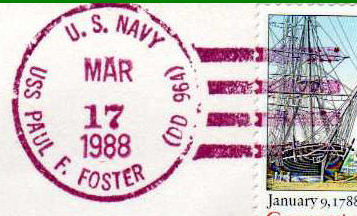 U. S. NAVY
MAR
17
1988
(DD 964)
USS PAUL F. FOSTER
January 9, 1788